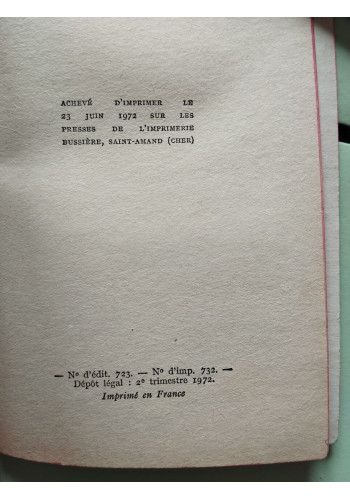 ACHEVÉ D'IMPRIMER LE
23 JUIN 1972 SUR LES
PRESSES DE L'IMPRIMERIE
BUSSIÈRE, SAINT-AMAND (CHER)
— Nº d'édit. 723. — Nº d'imp. 732. —
Dépôt légal : 2e trimestre 1972.
Imprimé en France